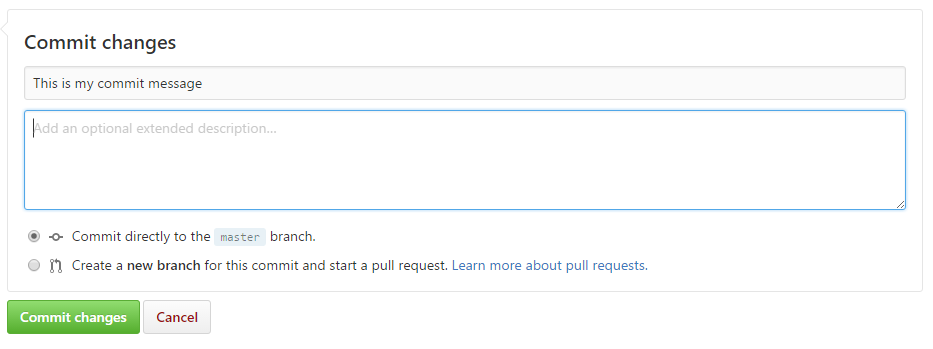 Commit changes
This is my commit message
Add an optional extended description...
Commit directly to the master branch.
Create a new branch for this commit and start a pull request. Learn more about pull requests.
Commit changes Cancel